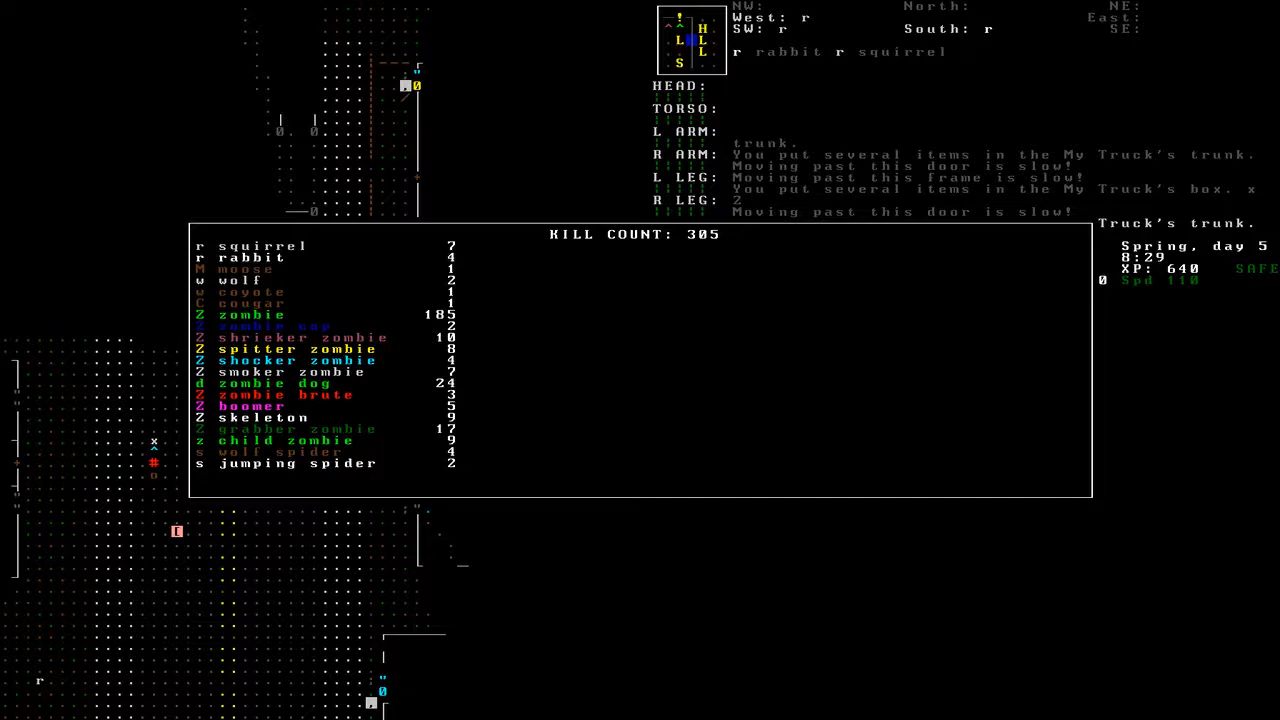 NW: North: NE:
West: r East:
SW: r South: r SE:
r rabbit r squirrel
HEAD:
TORSO:
L ARM:
trunk.
R ARM: You put several items in the My Truck's trunk.
Moving past this door is slow!
L LEG: Moving past this frame is slow!
You put several items in the My Truck's box. x
R LEG: 2
Moving past this door is slow!
Truck's trunk.
KILL COUNT: 305
r squirrel 7
r rabbit 4
M moose 1
w wolf 2
w coyote 1
C cougar 1
Z zombie 185
Z zombie cop 2
Z shrieker zombie 10
Z spitter zombie 8
Z shocker zombie 4
Z smoker zombie 7
d zombie dog 24
Z zombie brute 3
Z boomer 5
Z skeleton 9
Z grabber zombie 17
z child zombie 9
s wolf spider 4
s jumping spider 2
Spring, day 5
8:29
XP: 640 SAFE
0 Spd 110